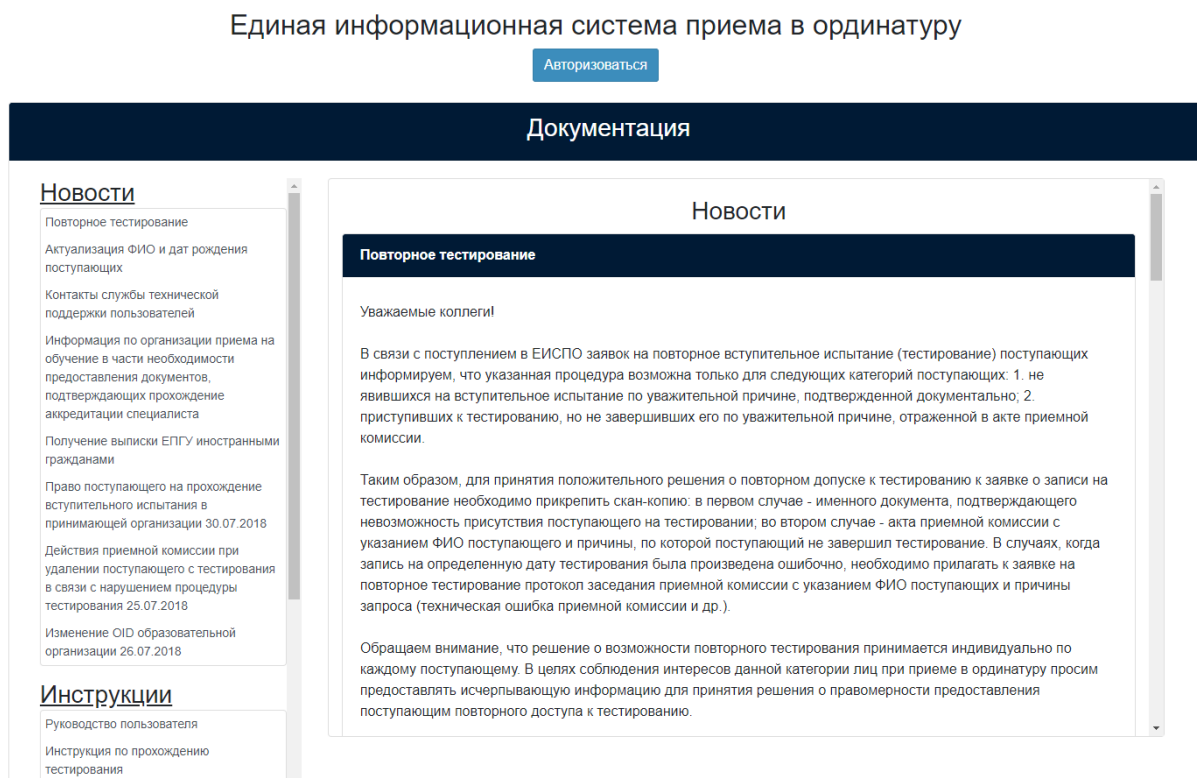 Единая информационная система приема в ординатуру
Авторизоваться
Документация
Новости
Повторное тестирование
Актуализация ФИО и дат рождения
поступающих
Контакты службы технической
поддержки пользователей
Информация по организации приема на
обучение в части необходимости
предоставления документов,
подтверждающих прохождение
аккредитации специалиста
Получение выписки ЕПГУ иностранными
гражданами
Право поступающего на прохождение
вступительного испытания в
принимающей организации 30.07.2018
Действия приемной комиссии при
удалении поступающего с тестирования
в связи с нарушением процедуры
тестирования 25.07.2018
Изменение OID образовательной
организации 26.07.2018
Инструкции
Руководство пользователя
Инструкция по прохождению
тестирования
Новости
Повторное тестирование
Уважаемые коллеги!
В связи с поступлением в ЕИСПО заявок на повторное вступительное испытание (тестирование) поступающих
информируем, что указанная процедура возможна только для следующих категорий поступающих: 1. не
явившихся на вступительное испытание по уважительной причине, подтвержденной документально; 2.
приступивших к тестированию, но не завершивших его по уважительной причине, отраженной в акте приемной
комиссии.
Таким образом, для принятия положительного решения о повторном допуске к тестированию к заявке о записи на
тестирование необходимо прикрепить скан-копию: в первом случае - именного документа, подтверждающего
невозможность присутствия поступающего на тестировании; во втором случае - акта приемной комиссии с
указанием ФИО поступающего и причины, по которой поступающий не завершил тестирование. В случаях, когда
запись на определенную дату тестирования была произведена ошибочно, необходимо прилагать к заявке на
повторное тестирование протокол заседания приемной комиссии с указанием ФИО поступающих и причины
запроса (техническая ошибка приемной комиссии и др.).
Обращаем внимание, что решение о возможности повторного тестирования принимается индивидуально по
каждому поступающему. В целях соблюдения интересов данной категории лиц при приеме в ординатуру просим
предоставлять исчерпывающую информацию для принятия решения о правомерности предоставления
поступающим повторного доступа к тестированию.